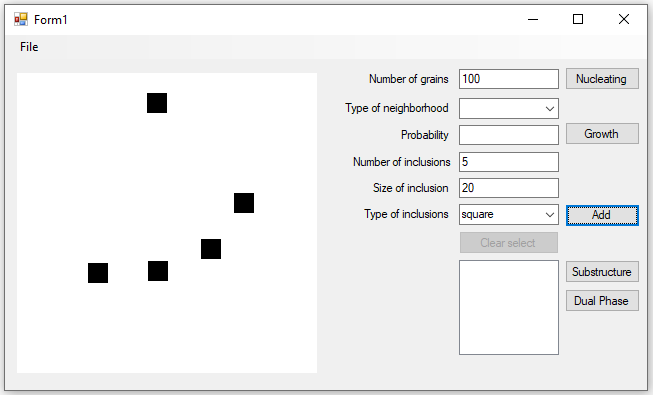 Form1
File
Number of grains 100 Nucleating
Type of neighborhood
Probability Growth
Number of inclusions 5
Size of inclusion 20
Type of inclusions square Add
Clear select
Substructure
Dual Phase